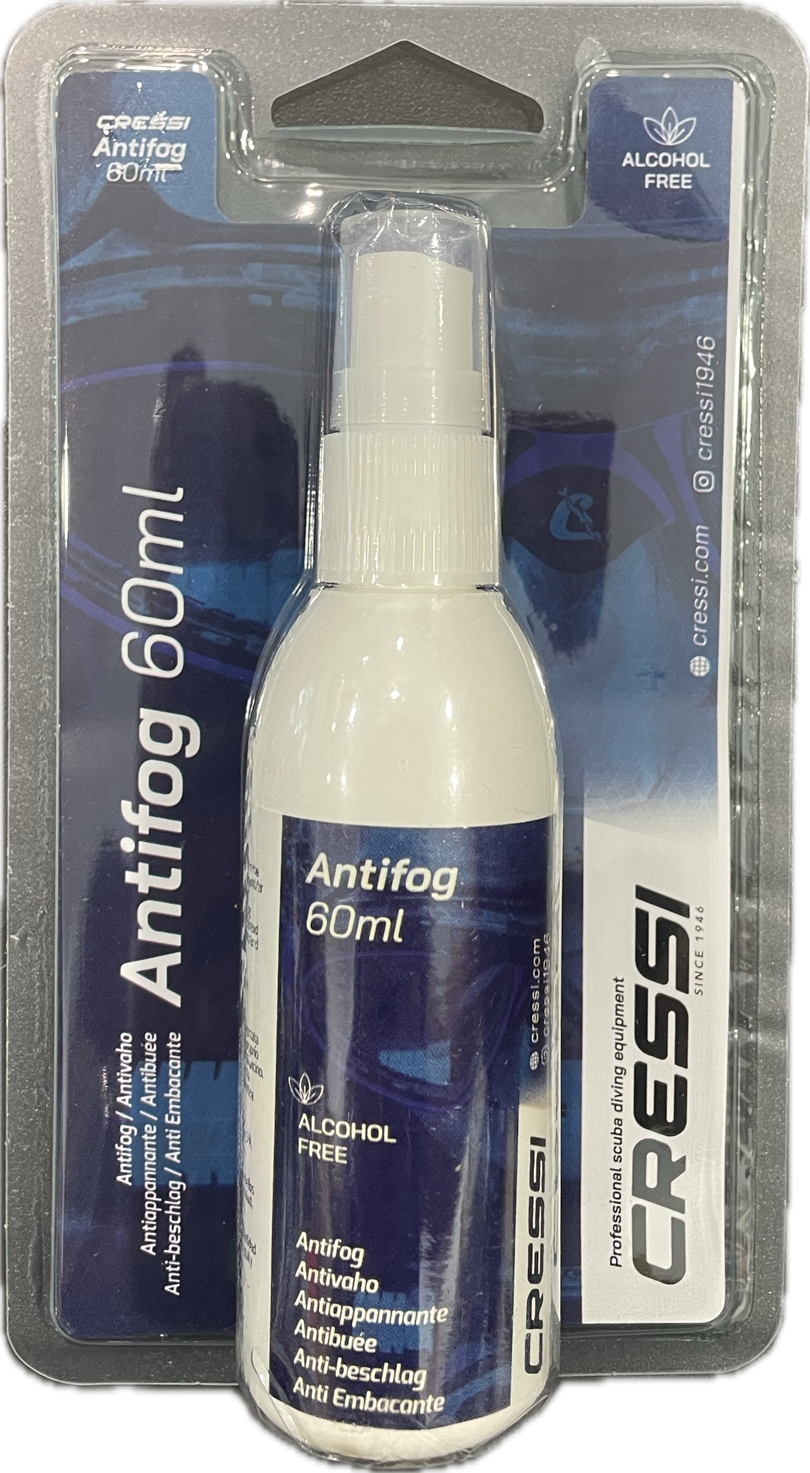 CRESSI
Antifog
60ml
ALCOHOL
FREE
Antifog 60ml
Antifog / Antivaho
Antiappannante / Antibuée
Anti-beschlag / Anti Embacante
cressi.com
cressi1946
Professional scuba diving equipment
CRESSI
SINCE 1946
Antifog
60ml
ALCOHOL
FREE
Antifog
Antivaho
Antiappannante
Antibuée
Anti-beschlag
Anti Embacante
cressi.com
cressi1946
CRESSI